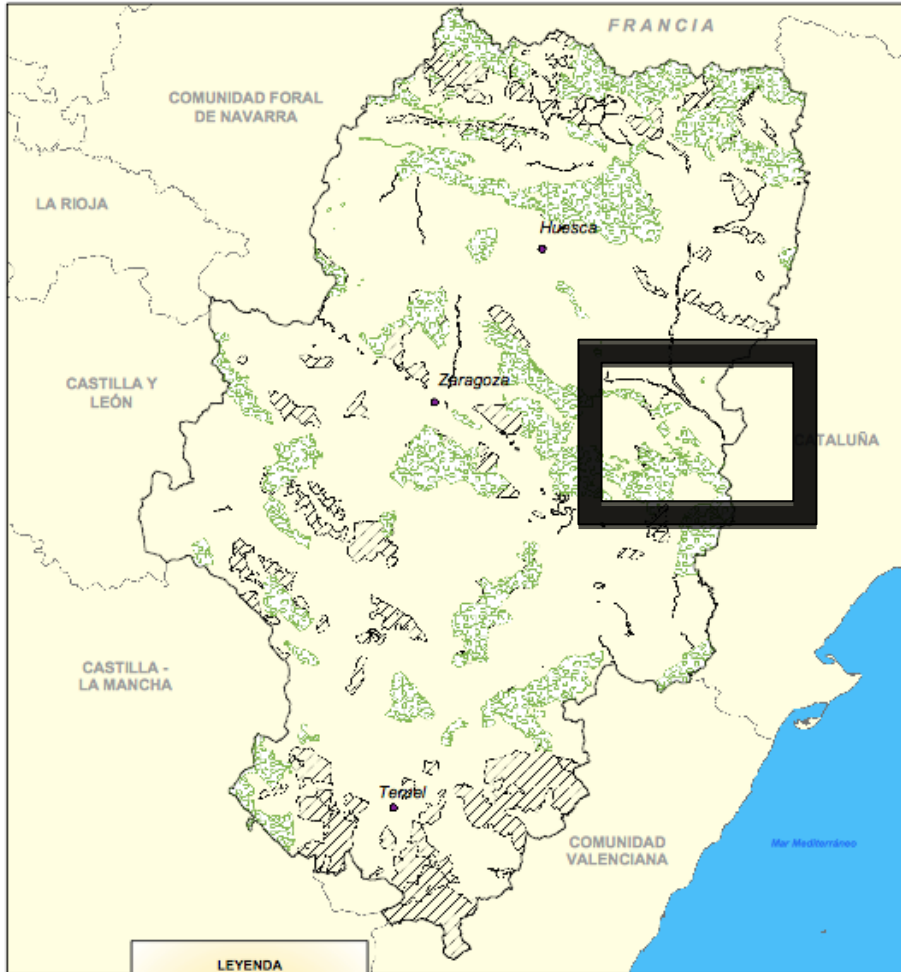 FRANCIA
COMUNIDAD FORAL
DE NAVARRA
LA RIOJA
Huesca
CASTILLA Y
LEÓN
Zaragoza
CATALUÑA
CASTILLA -
LA MANCHA
Teruel
COMUNIDAD
VALENCIANA
Mar Mediterráneo
LEYENDA